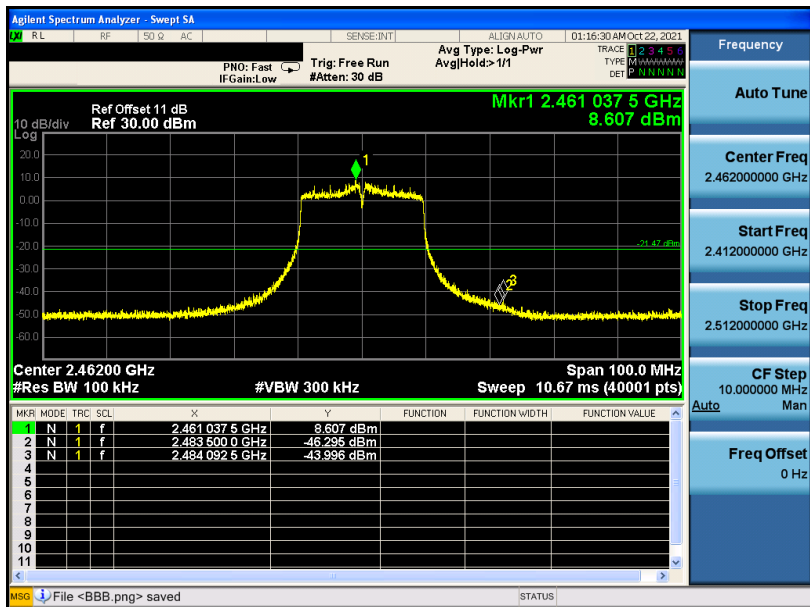 Agilent Spectrum Analyzer - Swept SA
LXI RL RF 50 Ω AC SENSE:INT ALIGN AUTO 01:16:30 AM Oct 22, 2021
PNO: Fast Trig: Free Run Avg Type: Log-Pwr TRACE 1 2 3 4 5 6
IFGain:Low #Atten: 30 dB Avg|Hold:>1/1 TYPE M WWWWW
DET P N N N N N
Frequency
Auto Tune
Center Freq
2.462000000 GHz
Start Freq
2.412000000 GHz
Stop Freq
2.512000000 GHz
CF Step
10.000000 MHz
Auto Man
Freq Offset
0 Hz
Ref Offset 11 dB Mkr1 2.461 037 5 GHz
10 dB/div Ref 30.00 dBm 8.607 dBm
Log
20.0
10.0
0.00
-10.0
-20.0
-30.0
-40.0
-50.0
-60.0
1
-21.47 dBm
2 3
Center 2.46200 GHz Span 100.0 MHz
#Res BW 100 kHz #VBW 300 kHz Sweep 10.67 ms (40001 pts)
MKR MODE TRC SCL X Y FUNCTION FUNCTION WIDTH FUNCTION VALUE
1 N 1 f 2.461 037 5 GHz 8.607 dBm
2 N 1 f 2.483 500 0 GHz -46.295 dBm
3 N 1 f 2.484 092 5 GHz -43.996 dBm
4
5
6
7
8
9
10
11
MSG File <BBB.png> saved STATUS